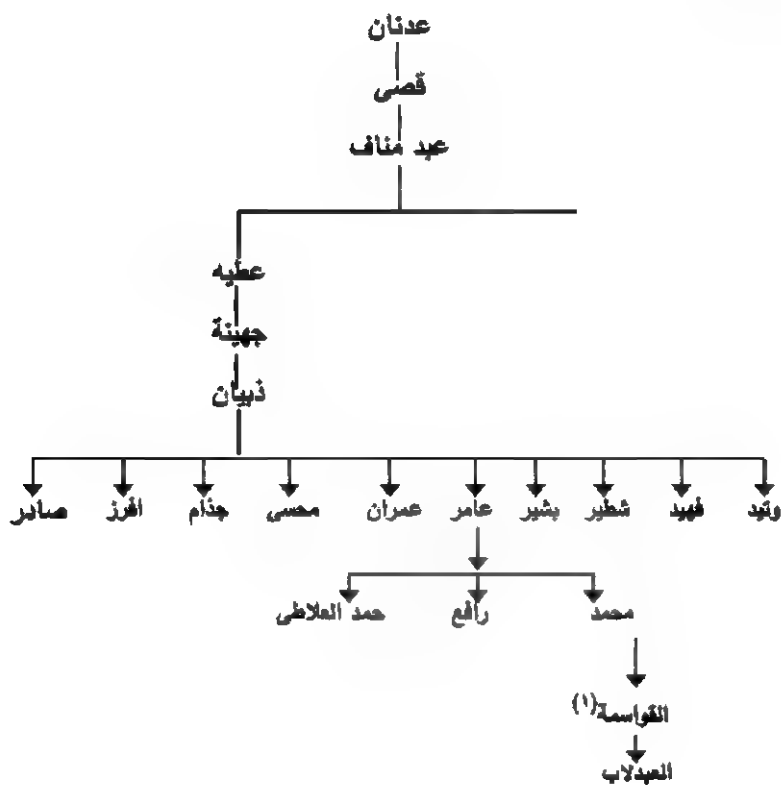 عدنان
قصى
عبد مناف
عطيه
جهينة
ذبيان
وتيد فهيد شطير بشير عامر عمران محسى جذام افرز صادر
محمد رافع حمد العلاطى
القواسمة(١)
العبدلاب